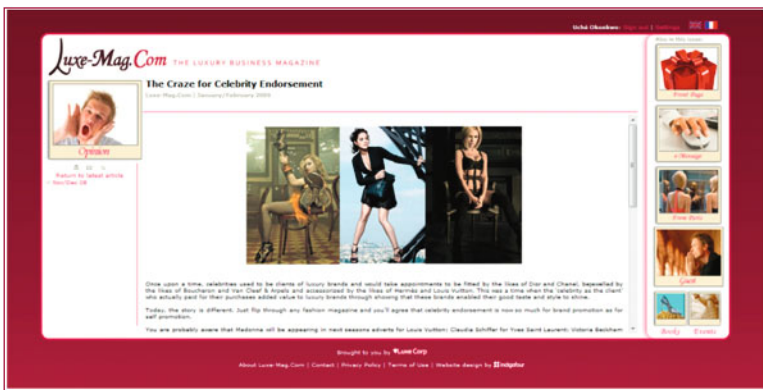 Uché Okonkwo: Sign out | Settings
Also in this issue:
Luxe-Mag.Com THE LUXURY BUSINESS MAGAZINE
The Craze for Celebrity Endorsement
Luxe-Mag.Com | January/February 2009
Opinion
Return to latest article
Nov/Dec 08
Front Page
e-Message
Guest
Books Events
Once upon a time, celebrities used to be clients of luxury brands and would take appointments to be fitted by the likes of Dior and Chanel, bejewelled by
the likes of Boucheron and Van Cleef & Arpels and accessorized by the likes of Hermès and Louis Vuitton. This was a time when the 'celebrity as the client'
who actually paid for their purchases added value to luxury brands through showing that these brands enabled their good taste and style to shine.
Today, the story is different. Just flip through any fashion magazine and you'll agree that celebrity endorsement is now so much for brand promotion as for
self promotion.
You are probably aware that Madonna will be appearing in next seasons adverts for Louis Vuitton; Claudia Schiffer for Yves Saint Laurent; Victoria Beckham
Brought to you by Luxe Corp
About Luxe-Mag.Com | Contact | Privacy Policy | Terms of Use | Website design by